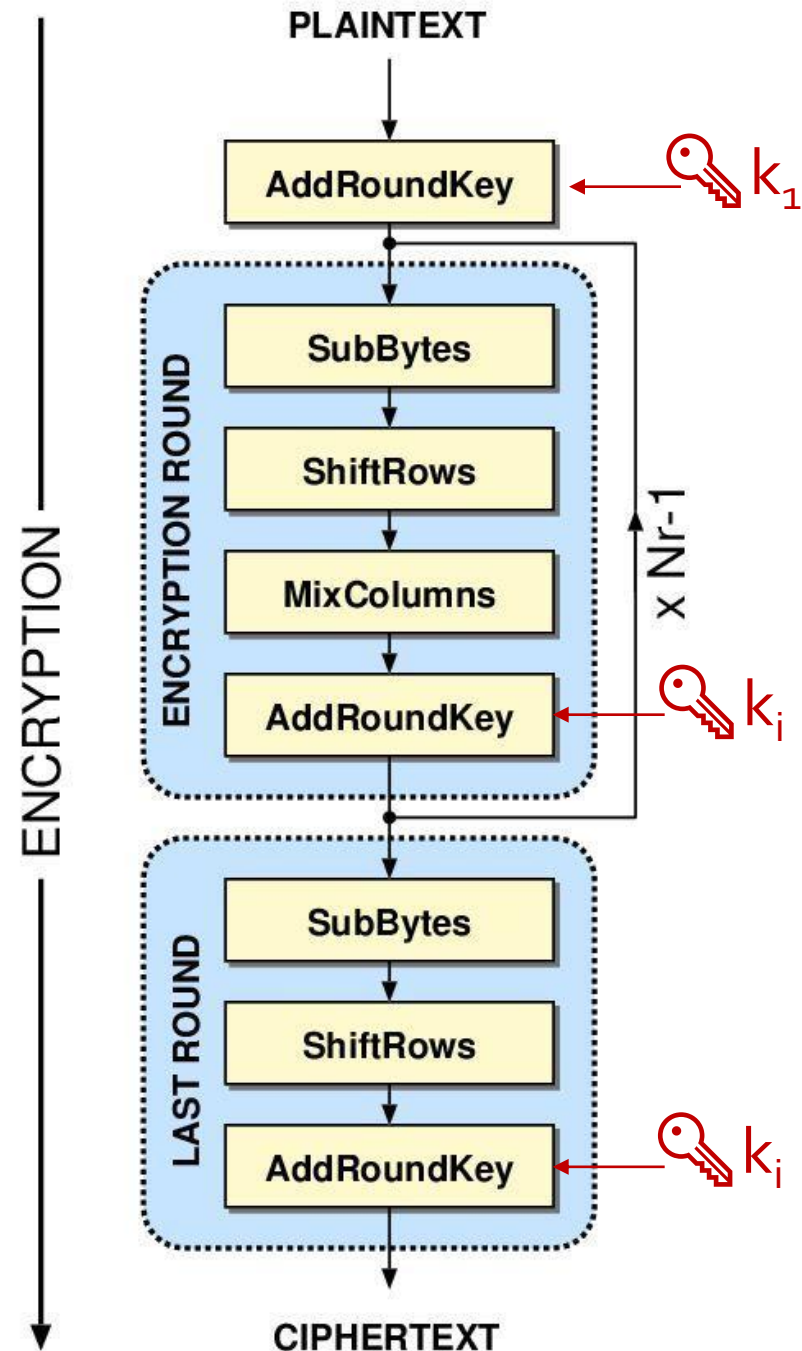 PLAINTEXT
AddRoundKey
k₁
ENCRYPTION
ENCRYPTION ROUND
SubBytes
ShiftRows
MixColumns
AddRoundKey
kᵢ
x Nr-1
LAST ROUND
SubBytes
ShiftRows
AddRoundKey
kᵢ
CIPHERTEXT